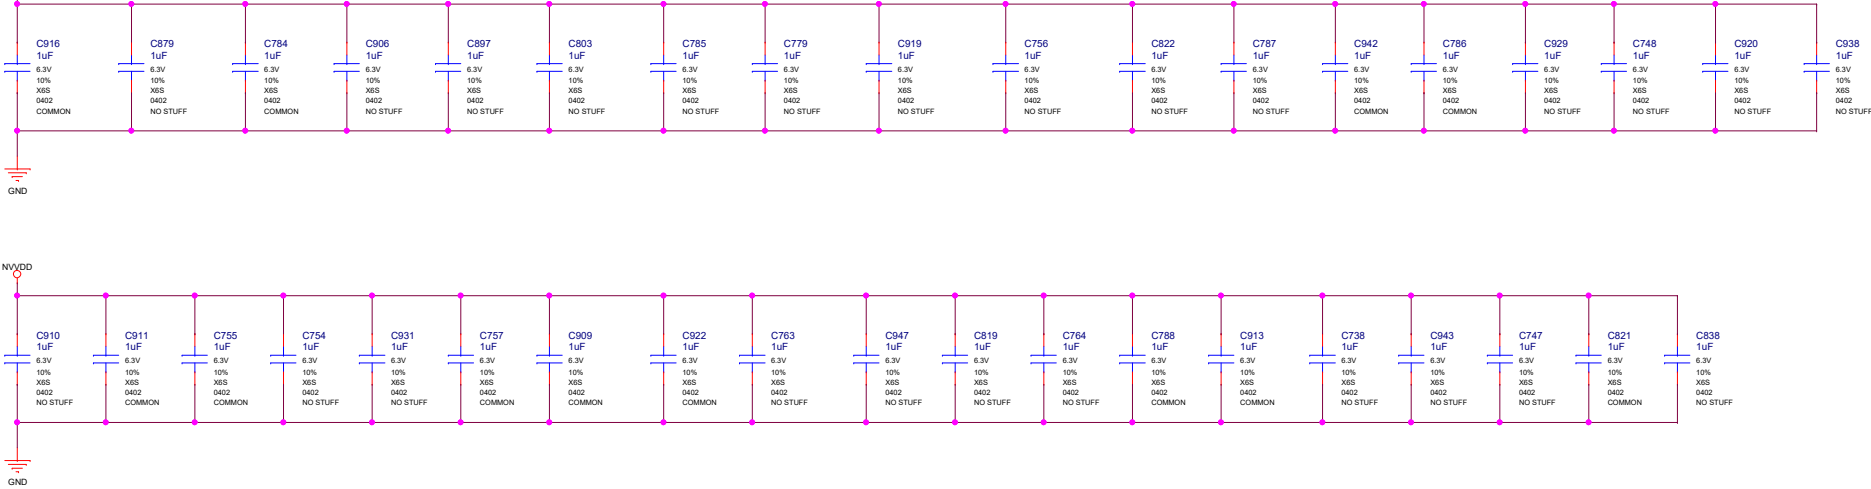 C916
1uF
6.3V
10%
X6S
0402
COMMON
C879
1uF
6.3V
10%
X6S
0402
NO STUFF
C784
1uF
6.3V
10%
X6S
0402
COMMON
C906
1uF
6.3V
10%
X6S
0402
NO STUFF
C897
1uF
6.3V
10%
X6S
0402
NO STUFF
C803
1uF
6.3V
10%
X6S
0402
NO STUFF
C785
1uF
6.3V
10%
X6S
0402
NO STUFF
C779
1uF
6.3V
10%
X6S
0402
NO STUFF
C919
1uF
6.3V
10%
X6S
0402
NO STUFF
C756
1uF
6.3V
10%
X6S
0402
NO STUFF
C822
1uF
6.3V
10%
X6S
0402
NO STUFF
C787
1uF
6.3V
10%
X6S
0402
NO STUFF
C942
1uF
6.3V
10%
X6S
0402
COMMON
C786
1uF
6.3V
10%
X6S
0402
COMMON
C929
1uF
6.3V
10%
X6S
0402
NO STUFF
C748
1uF
6.3V
10%
X6S
0402
NO STUFF
C920
1uF
6.3V
10%
X6S
0402
NO STUFF
C938
1uF
6.3V
10%
X6S
0402
NO STUFF
GND
NVVDD
C910
1uF
6.3V
10%
X6S
0402
NO STUFF
C911
1uF
6.3V
10%
X6S
0402
COMMON
C755
1uF
6.3V
10%
X6S
0402
COMMON
C754
1uF
6.3V
10%
X6S
0402
NO STUFF
C931
1uF
6.3V
10%
X6S
0402
NO STUFF
C757
1uF
6.3V
10%
X6S
0402
COMMON
C909
1uF
6.3V
10%
X6S
0402
COMMON
C922
1uF
6.3V
10%
X6S
0402
NO STUFF
C763
1uF
6.3V
10%
X6S
0402
NO STUFF
C947
1uF
6.3V
10%
X6S
0402
NO STUFF
C819
1uF
6.3V
10%
X6S
0402
NO STUFF
C764
1uF
6.3V
10%
X6S
0402
NO STUFF
C788
1uF
6.3V
10%
X6S
0402
COMMON
C913
1uF
6.3V
10%
X6S
0402
COMMON
C738
1uF
6.3V
10%
X6S
0402
NO STUFF
C943
1uF
6.3V
10%
X6S
0402
NO STUFF
C747
1uF
6.3V
10%
X6S
0402
NO STUFF
C821
1uF
6.3V
10%
X6S
0402
COMMON
C838
1uF
6.3V
10%
X6S
0402
NO STUFF
GND